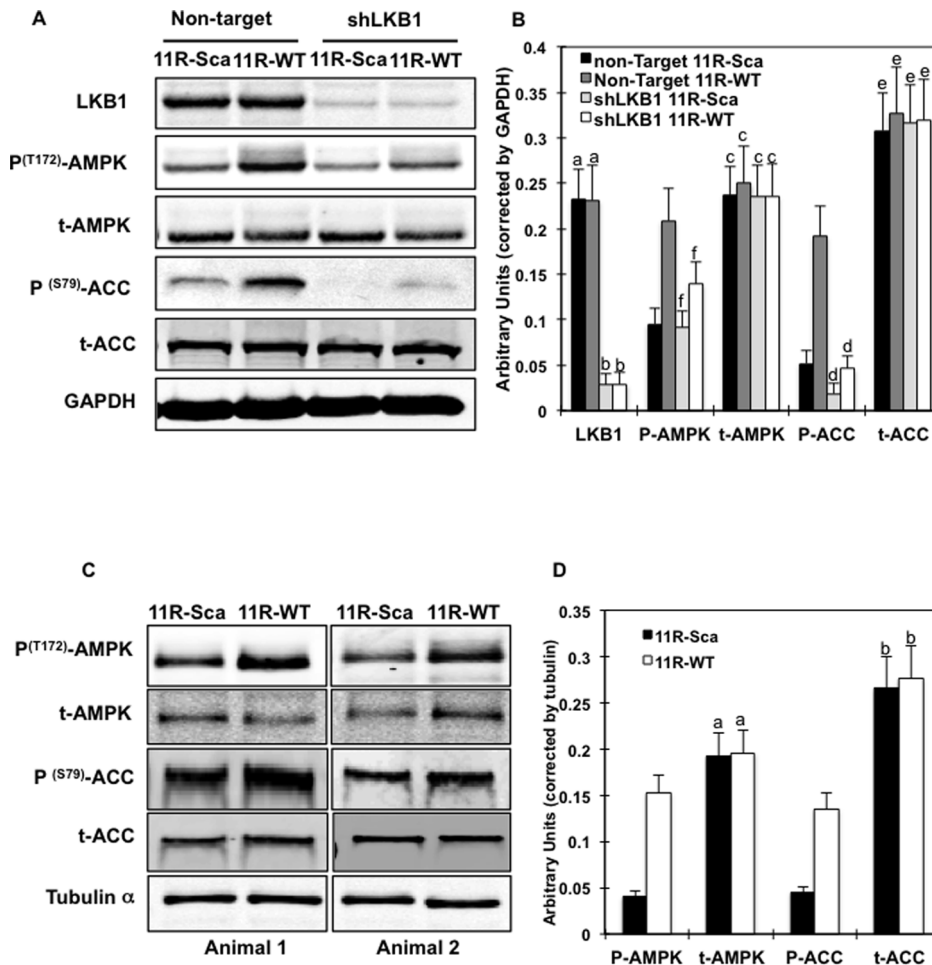 A
Non-target shLKB1
11R-Sca 11R-WT 11R-Sca 11R-WT
LKB1
P(T172)-AMPK
t-AMPK
P (S79)-ACC
t-ACC
GAPDH
B
Arbitrary Units (corrected by GAPDH)
0.4
0.35
0.3
0.25
0.2
0.15
0.1
0.05
0
non-Target 11R-Sca
Non-Target 11R-WT
shLKB1 11R-Sca
shLKB1 11R-WT
a a b b
f f
c c c c
d d
e e e e
LKB1 P-AMPK t-AMPK P-ACC t-ACC
C
11R-Sca 11R-WT 11R-Sca 11R-WT
P(T172)-AMPK
t-AMPK
P (S79)-ACC
t-ACC
Tubulin α
Animal 1 Animal 2
D
Arbitrary Units (corrected by tubulin)
0.35
0.3
0.25
0.2
0.15
0.1
0.05
0
11R-Sca
11R-WT
a a
b b
P-AMPK t-AMPK P-ACC t-ACC